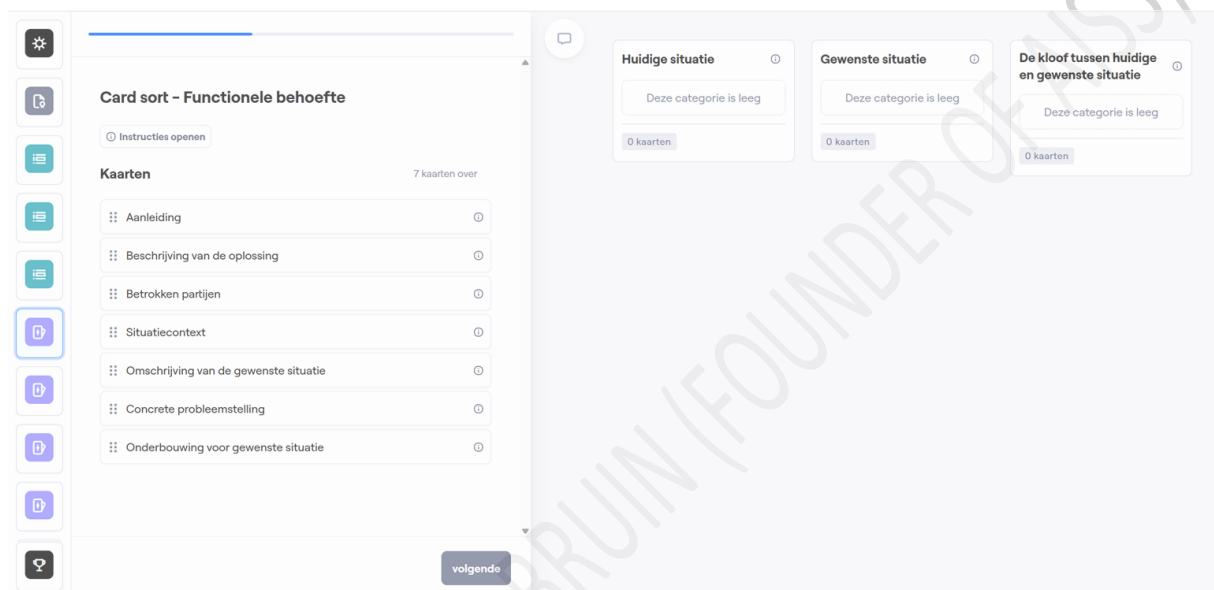 Card sort – Functionele behoefte
Instructies openen
Kaarten
7 kaarten over
Aanleiding
Beschrijving van de oplossing
Betrokken partijen
Situatiecontext
Omschrijving van de gewenste situatie
Concrete probleemstelling
Onderbouwing voor gewenste situatie
volgende
Huidige situatie
Deze categorie is leeg
0 kaarten
Gewenste situatie
Deze categorie is leeg
0 kaarten
De kloof tussen huidige
en gewenste situatie
Deze categorie is leeg
0 kaarten
BRUIN (FOUNDER OF AISS)